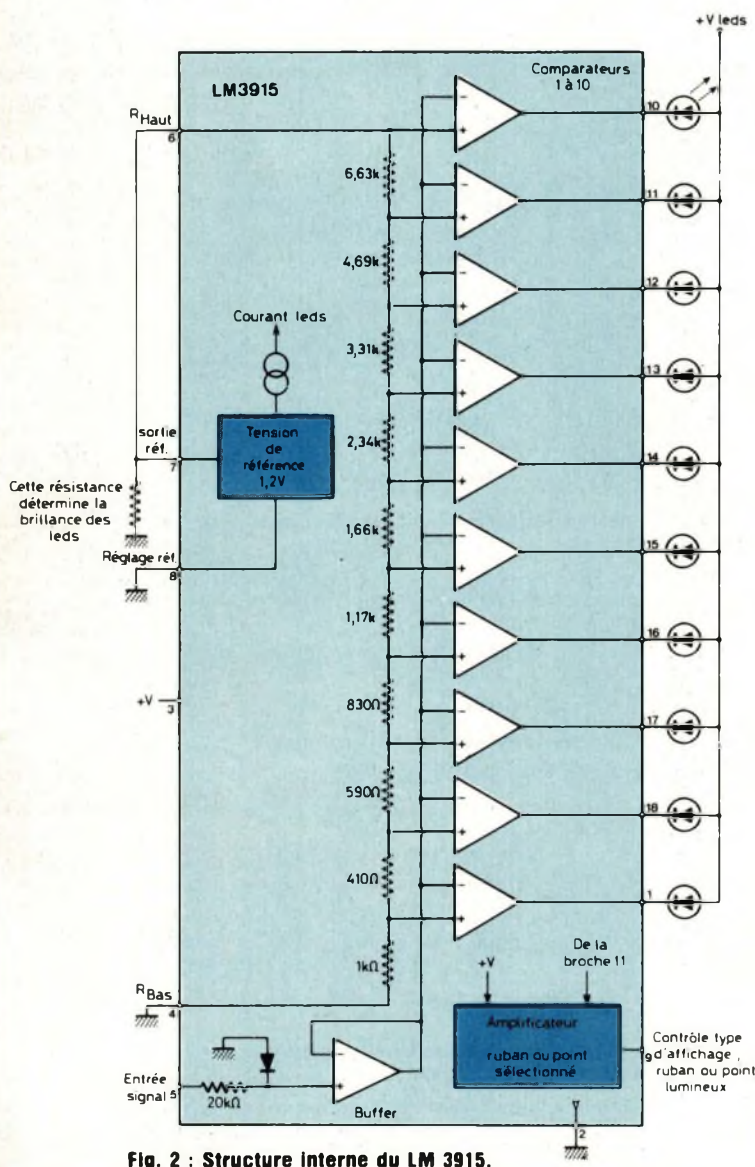 +V leds
LM3915
Comparateurs
1 à 10
R Haut
6
10
6,63k
11
4,69k
12
Courant leds
3,31k
13
sortie
réf.
7
Tension
de
référence
1,2V
2,34k
14
Cette résistance
détermine la
brillance des
leds
1,66k
15
Réglage réf.
8
1,17k
16
+V
3
830Ω
17
590Ω
18
410Ω
1
1kΩ
De la
broche 11
+V
R Bas
4
Amplificateur
ruban ou point
sélectionné
9
Contrôle type
d'affichage,
ruban ou point
lumineux
Entrée
signal 5
20kΩ
Buffer
2
Fig. 2 : Structure interne du LM 3915.